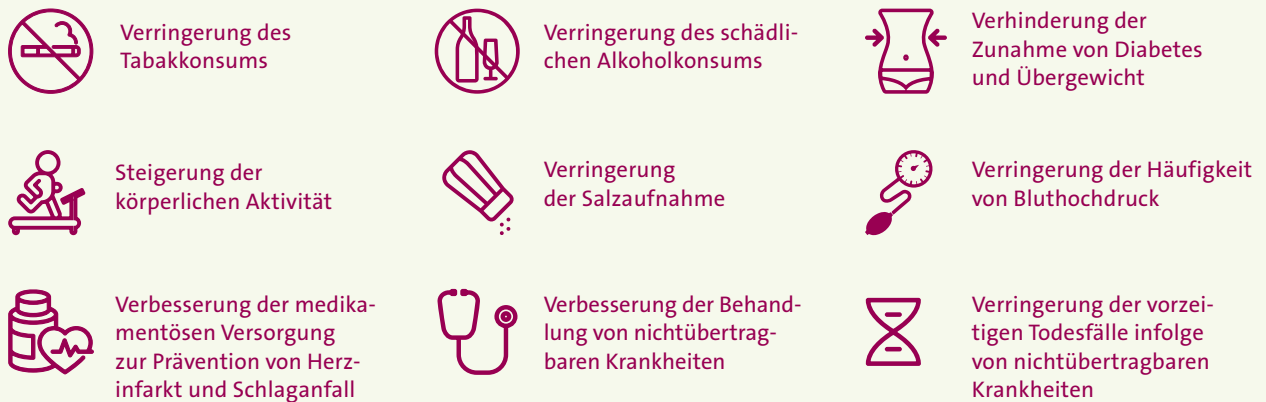 Verringerung des
Tabakkonsums
Verringerung des schädli-
chen Alkoholkonsums
Verhinderung der
Zunahme von Diabetes
und Übergewicht
Steigerung der
körperlichen Aktivität
Verringerung
der Salzaufnahme
Verringerung der Häufigkeit
von Bluthochdruck
Verbesserung der medika-
mentösen Versorgung
zur Prävention von Herz-
infarkt und Schlaganfall
Verbesserung der Behand-
lung von nichtübertrag-
baren Krankheiten
Verringerung der vorzei-
tigen Todesfälle infolge
von nichtübertragbaren
Krankheiten